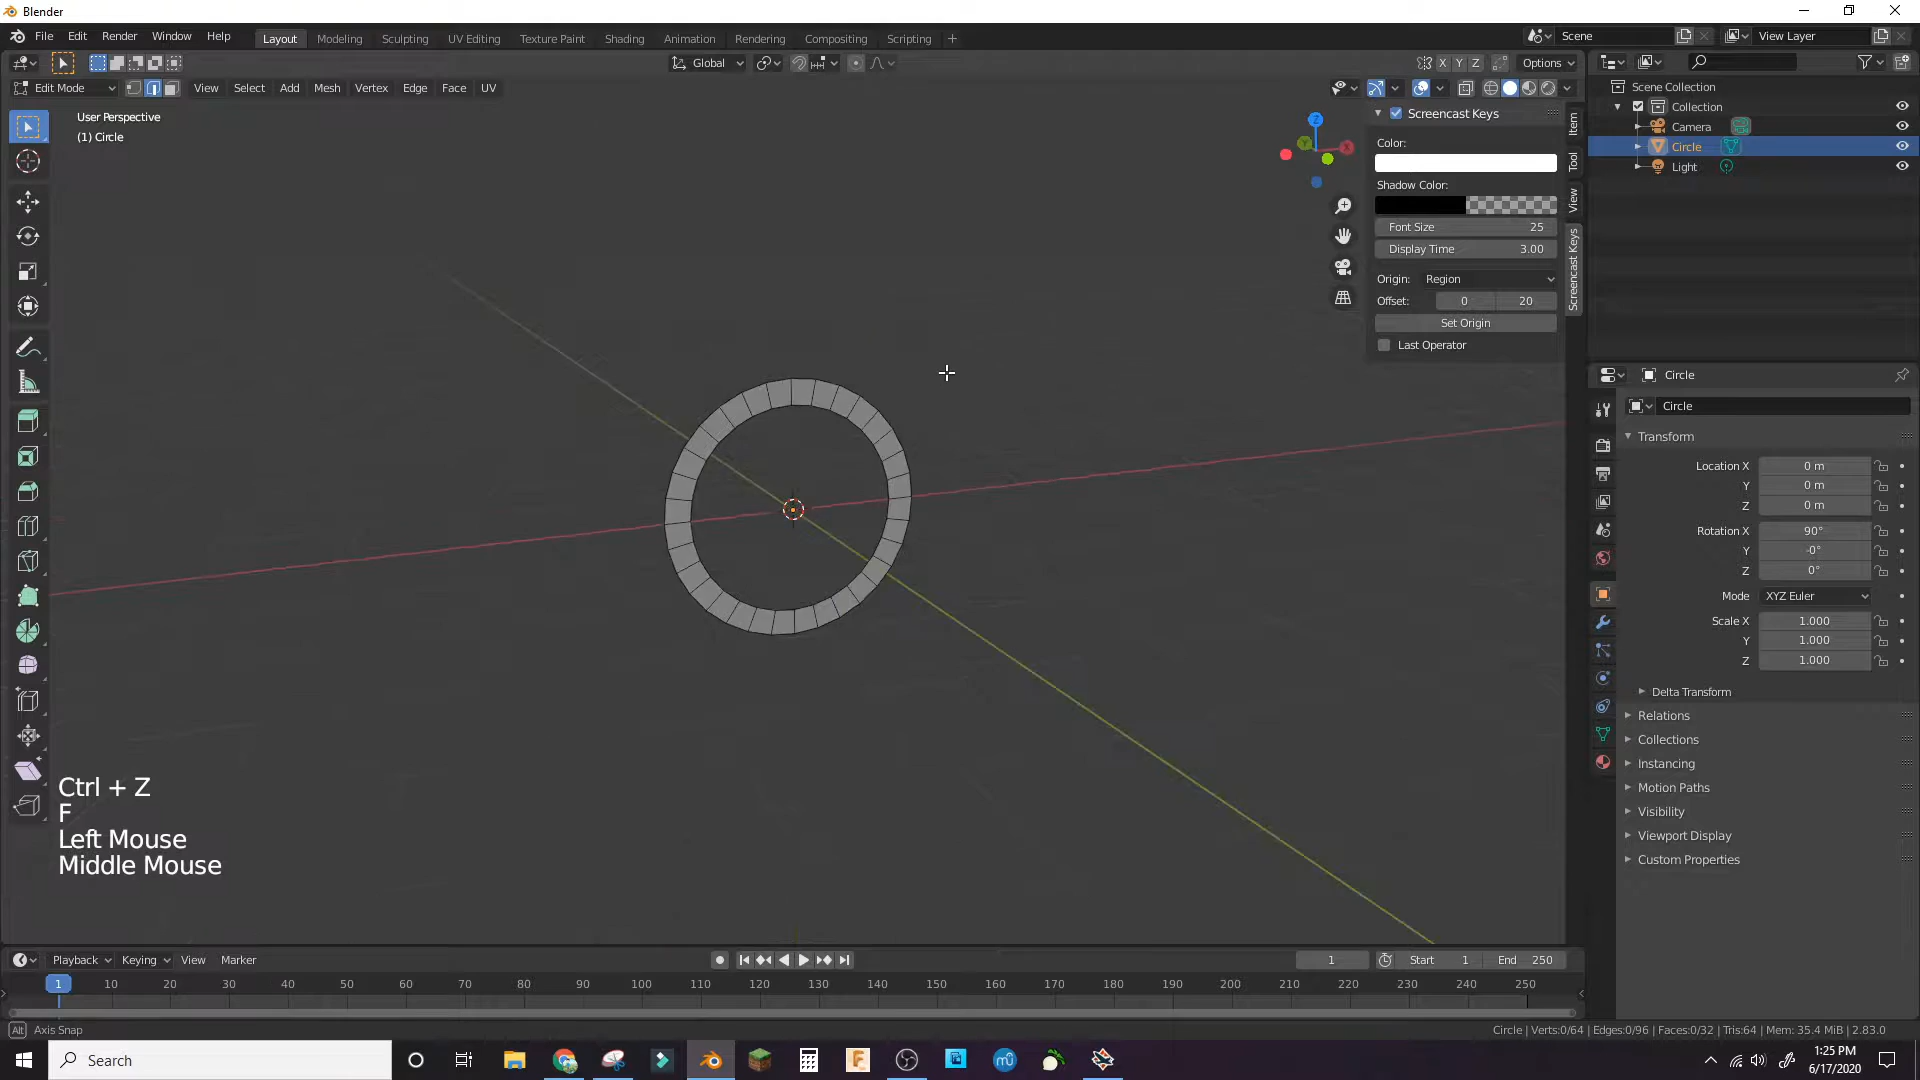 Blender
File Edit Render Window Help
Layout Modeling Sculpting UV Editing Texture Paint Shading Animation Rendering Compositing Scripting +
Scene
View Layer
Global
X Y Z
Options
Edit Mode
View Select Add Mesh Vertex Edge Face UV
User Perspective
(1) Circle
Z
Y
X
Screencast Keys
Color:
Shadow Color:
Font Size 25
Display Time 3.00
Origin: Region
Offset: 0 20
Set Origin
Last Operator
Item
Tool
View
Screencast Keys
Scene Collection
Collection
Camera
Circle
Light
Circle
Circle
Transform
Location X 0 m
Y 0 m
Z 0 m
Rotation X 90°
Y -0°
Z 0°
Mode XYZ Euler
Scale X 1.000
Y 1.000
Z 1.000
Delta Transform
Relations
Collections
Instancing
Motion Paths
Visibility
Viewport Display
Custom Properties
Ctrl + Z
F
Left Mouse
Middle Mouse
Playback Keying View Marker
1 Start 1 End 250
1 10 20 30 40 50 60 70 80 90 100 110 120 130 140 150 160 170 180 190 200 210 220 230 240 250
Alt Axis Snap
Circle | Verts:0/64 | Edges:0/96 | Faces:0/32 | Tris:64 | Mem: 35.4 MiB | 2.83.0
Search
1:25 PM
6/17/2020